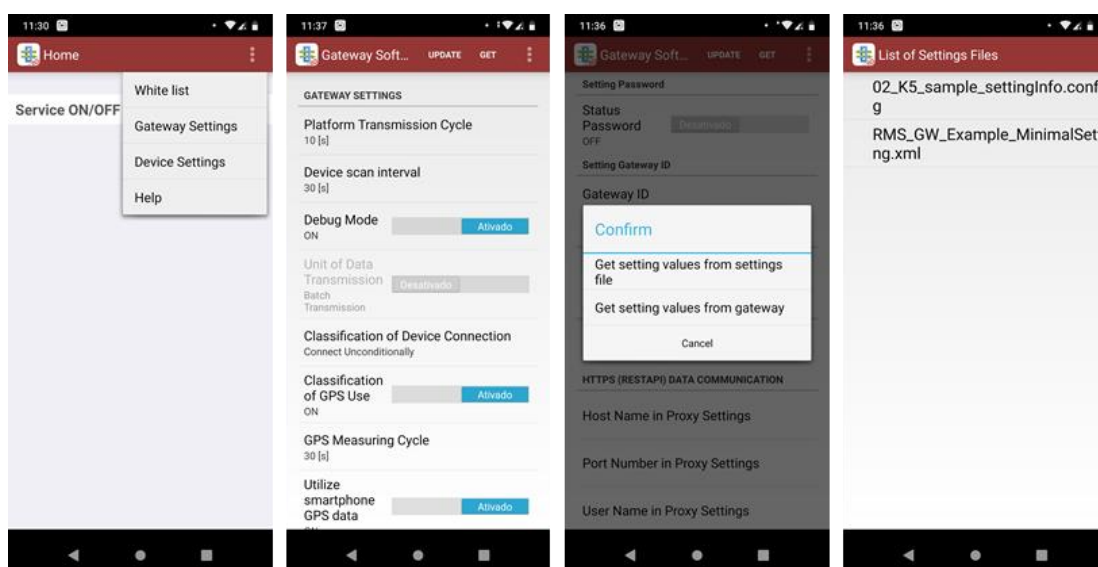 11:30
Home
White list
Service ON/OFF
Gateway Settings
Device Settings
Help
11:37
Gateway Soft... UPDATE GET
GATEWAY SETTINGS
Platform Transmission Cycle
10 [s]
Device scan interval
30 [s]
Debug Mode
ON
Ativado
Unit of Data
Transmission
Desativado
Batch
Transmission
Classification of Device Connection
Connect Unconditionally
Classification
of GPS Use
ON
Ativado
GPS Measuring Cycle
30 [s]
Utilize
smartphone
GPS data
Ativado
11:36
Gateway Soft... UPDATE GET
Setting Password
Status
Password
OFF
Desativado
Setting Gateway ID
Gateway ID
Confirm
Get setting values from settings
file
Get setting values from gateway
Cancel
HTTPS (RESTAPI) DATA COMMUNICATION
Host Name in Proxy Settings
Port Number in Proxy Settings
User Name in Proxy Settings
11:36
List of Settings Files
02_K5_sample_settingInfo.conf
g
RMS_GW_Example_MinimalSet
ng.xml